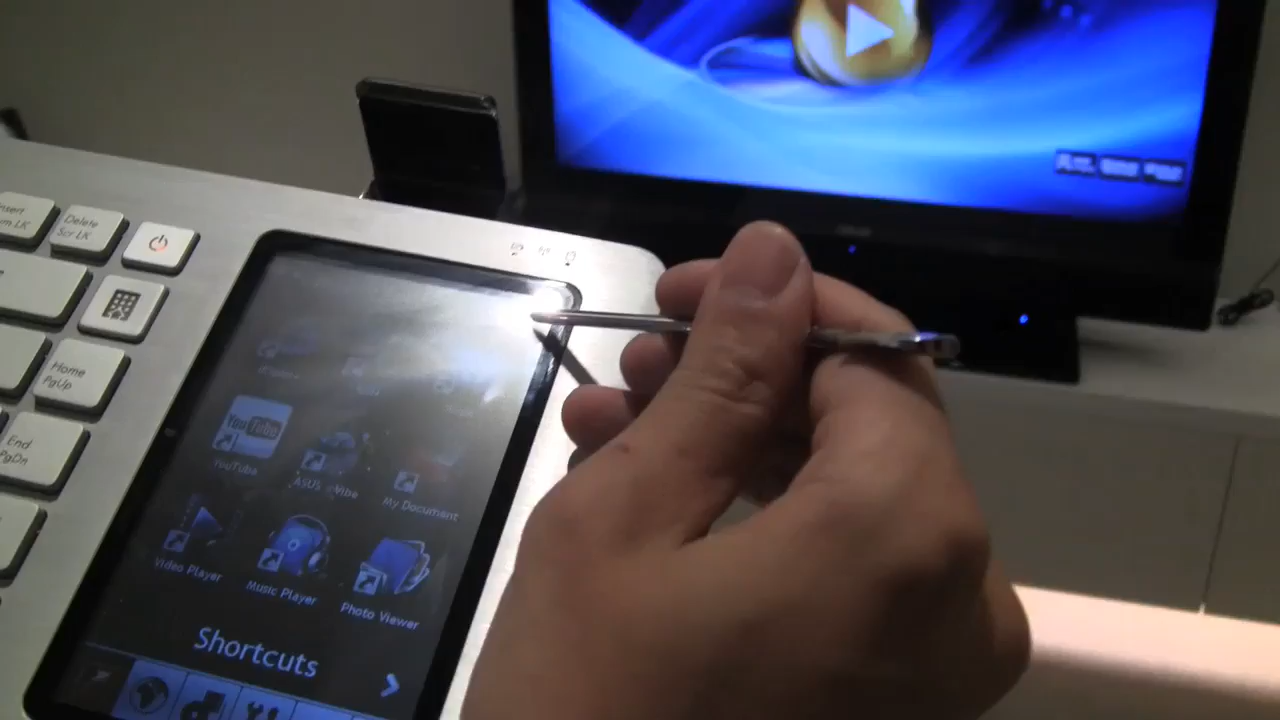 Insert
Delete
Scr LK
Home
PgUp
End
PgDn
YouTube
YouTube
ASUS Vibe
My Document
Video Player
Music Player
Photo Viewer
Shortcuts